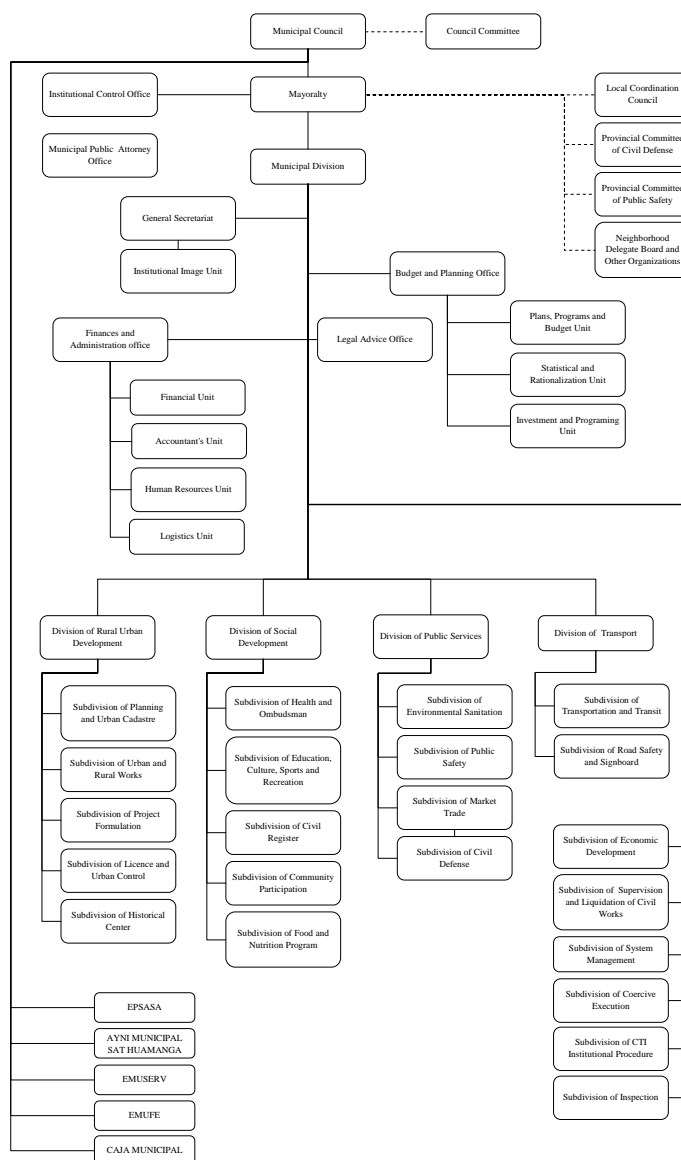 Municipal Council
Council Committee
Institutional Control Office
Mayoralty
Local Coordination
Council
Municipal Public Attorney
Office
Provincial Committee
of Civil Defense
Municipal Division
Provincial Committee
of Public Safety
General Secretariat
Neighborhood
Delegate Board and
Other Organizations
Institutional Image Unit
Budget and Planning Office
Plans, Programs and
Budget Unit
Finances and
Administration office
Legal Advice Office
Statistical and
Rationalization Unit
Financial Unit
Investment and Programing
Unit
Accountant's Unit
Human Resources Unit
Logistics Unit
Division of Rural Urban
Development
Division of Social
Development
Division of Public Services
Division of Transport
Subdivision of Planning
and Urban Cadastre
Subdivision of Urban and
Rural Works
Subdivision of Project
Formulation
Subdivision of Licence and
Urban Control
Subdivision of Historical
Center
Subdivision of Health and
Ombudsman
Subdivision of Education,
Culture, Sports and
Recreation
Subdivision of Civil
Register
Subdivision of Community
Participation
Subdivision of Food and
Nutrition Program
Subdivision of
Environmental Sanitation
Subdivision of Public
Safety
Subdivision of Market
Trade
Subdivision of Civil
Defense
Subdivision of
Transportation and Transit
Subdivision of Road Safety
and Signboard
Subdivision of Economic
Development
Subdivision of Supervision
and Liquidation of Civil
Works
Subdivision of System
Management
Subdivision of Coercive
Execution
Subdivision of CTI
Institutional Procedure
Subdivision of Inspection
EPSASA
AYNI MUNICIPAL
SAT HUAMANGA
EMUSERV
EMUFE
CAJA MUNICIPAL